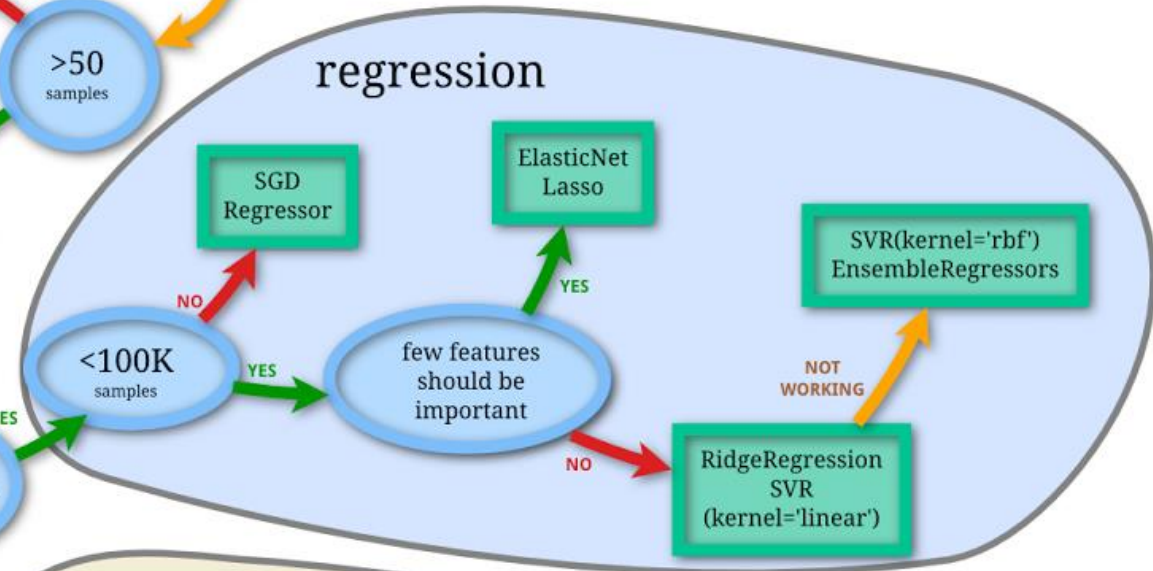 >50
samples
regression
SGD
Regressor
ElasticNet
Lasso
SVR(kernel='rbf')
EnsembleRegressors
NO
YES
<100K
samples
YES
few features
should be
important
NOT
WORKING
ES
NO
RidgeRegression
SVR
(kernel='linear')